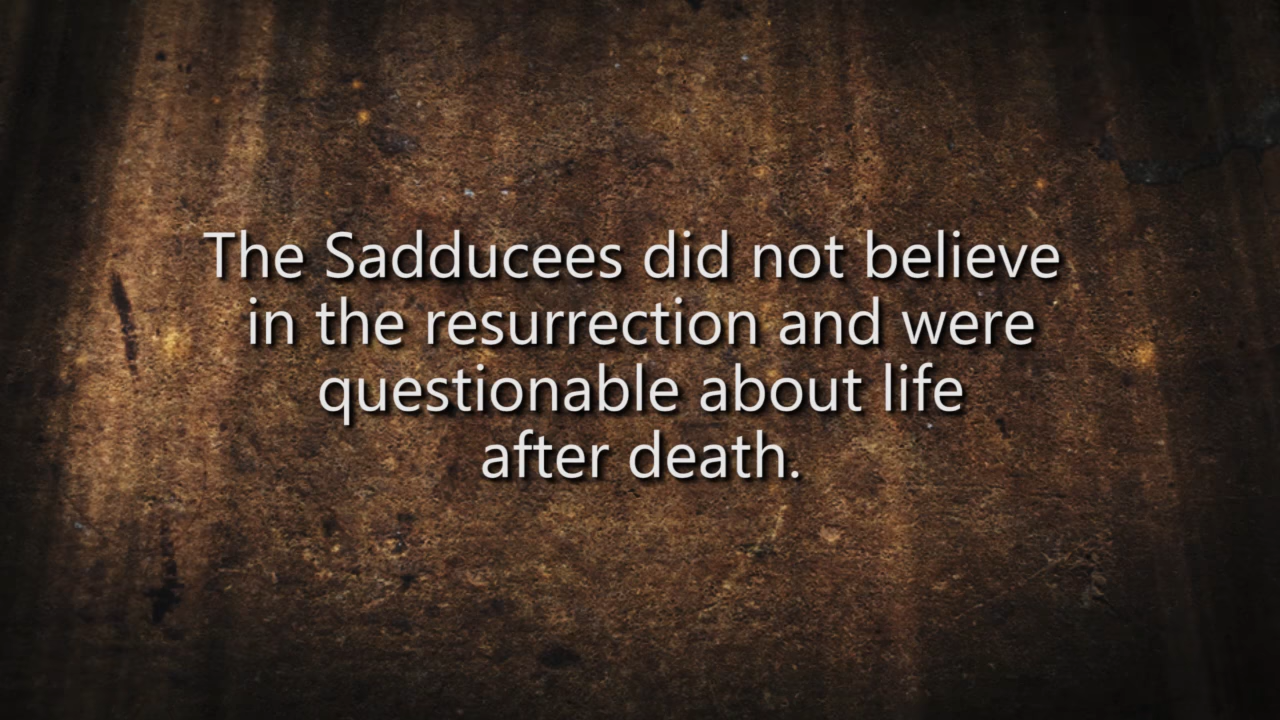 The Sadducees did not believe
in the resurrection and were
questionable about life
after death.